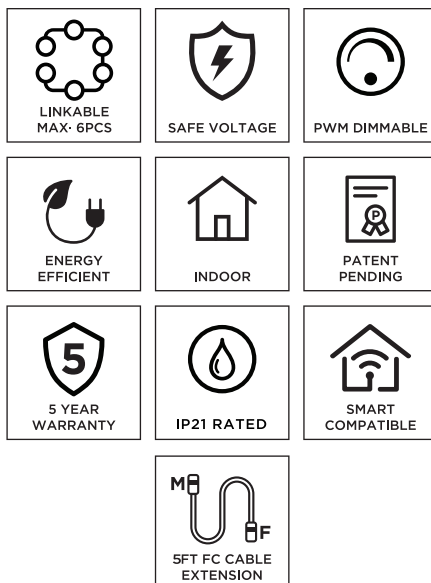 LINKABLE
MAX· 6PCS
SAFE VOLTAGE
PWM DIMMABLE
ENERGY
EFFICIENT
INDOOR
P
PATENT
PENDING
5
5 YEAR
WARRANTY
IP21 RATED
SMART
COMPATIBLE
M
F
5FT FC CABLE
EXTENSION